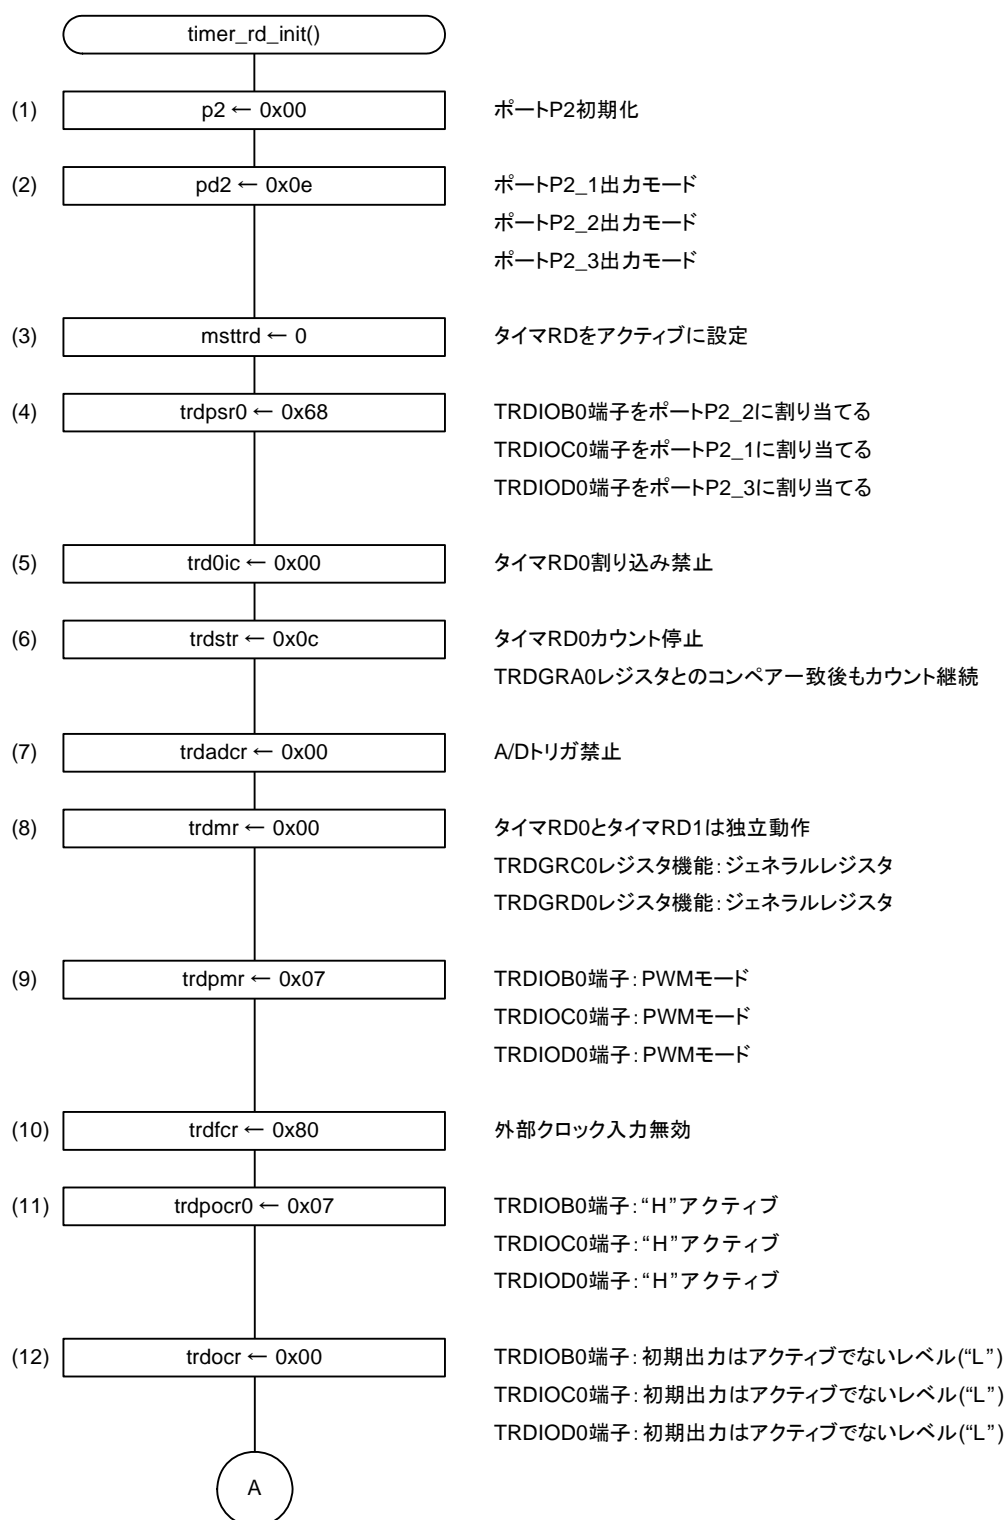 timer_rd_init()
(1) p2 ← 0x00 ポートP2初期化
(2) pd2 ← 0x0e ポートP2_1出力モード
ポートP2_2出力モード
ポートP2_3出力モード
(3) msttrd ← 0 タイマRDをアクティブに設定
(4) trdpsr0 ← 0x68 TRDIOB0端子をポートP2_2に割り当てる
TRDIOC0端子をポートP2_1に割り当てる
TRDIOD0端子をポートP2_3に割り当てる
(5) trd0ic ← 0x00 タイマRD0割り込み禁止
(6) trdstr ← 0x0c タイマRD0カウント停止
TRDGRA0レジスタとのコンペアー致後もカウント継続
(7) trdadcr ← 0x00 A/Dトリガ禁止
(8) trdmr ← 0x00 タイマRD0とタイマRD1は独立動作
TRDGRC0レジスタ機能：ジェネラルレジスタ
TRDGRD0レジスタ機能：ジェネラルレジスタ
(9) trdpmr ← 0x07 TRDIOB0端子：PWMモード
TRDIOC0端子：PWMモード
TRDIOD0端子：PWMモード
(10) trdfcr ← 0x80 外部クロック入力無効
(11) trdpocr0 ← 0x07 TRDIOB0端子：“H”アクティブ
TRDIOC0端子：“H”アクティブ
TRDIOD0端子：“H”アクティブ
(12) trdocr ← 0x00 TRDIOB0端子：初期出力はアクティブでないレベル(“L”)
TRDIOC0端子：初期出力はアクティブでないレベル(“L”)
TRDIOD0端子：初期出力はアクティブでないレベル(“L”)
A